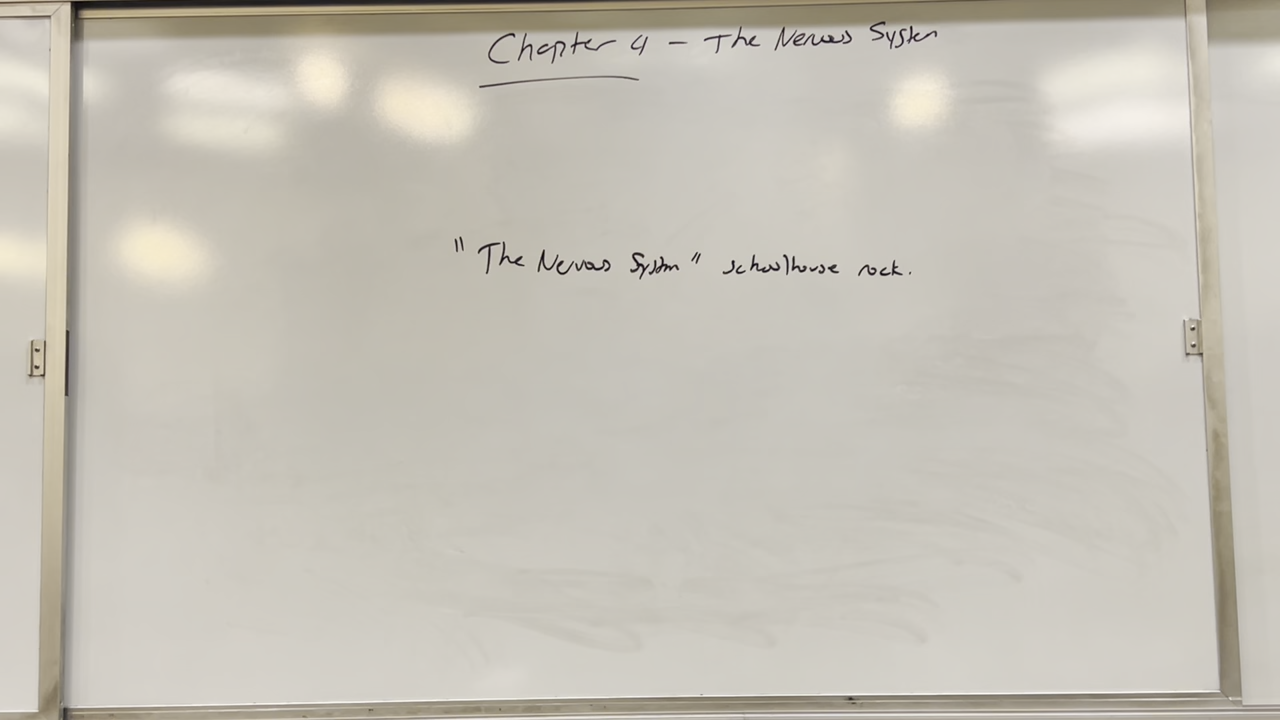 Chapter 4 - The Nervous System
"The Nervous System" schoolhouse rock.